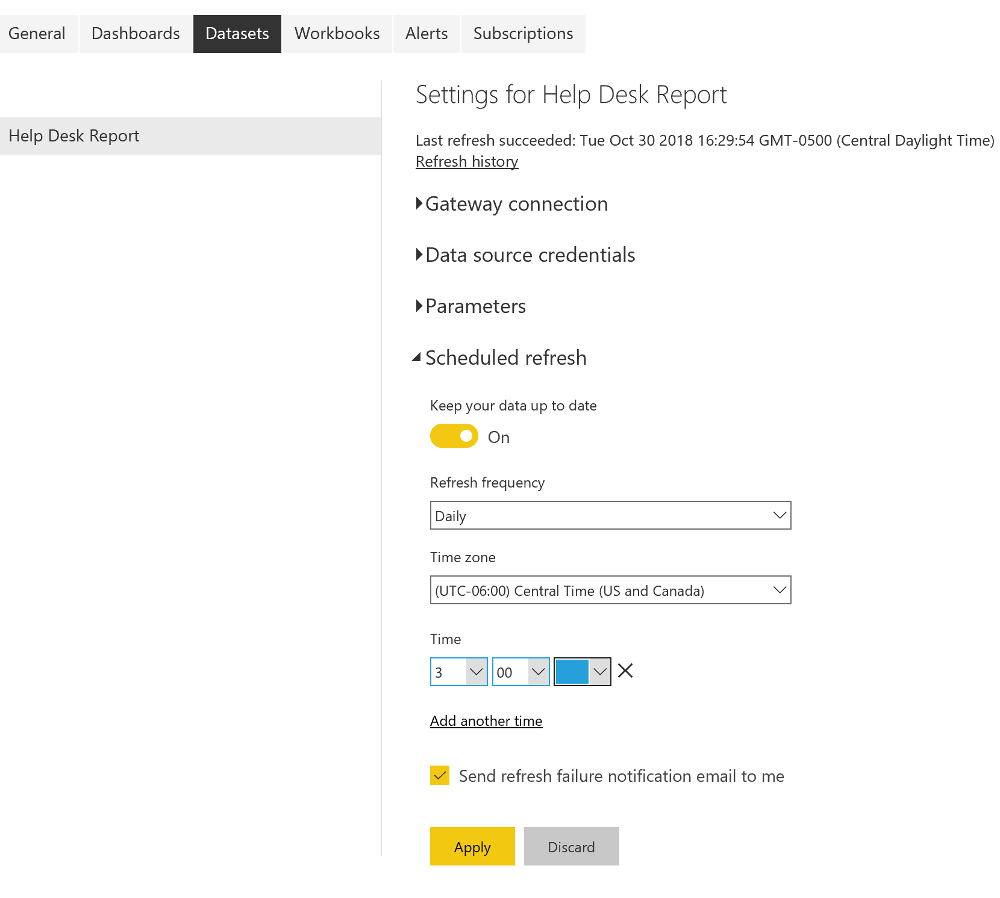 General Dashboards Datasets Workbooks Alerts Subscriptions
Help Desk Report
Settings for Help Desk Report
Last refresh succeeded: Tue Oct 30 2018 16:29:54 GMT-0500 (Central Daylight Time)
Refresh history
Gateway connection
Data source credentials
Parameters
Scheduled refresh
Keep your data up to date
On
Refresh frequency
Daily
Time zone
(UTC-06:00) Central Time (US and Canada)
Time
3 00
Add another time
Send refresh failure notification email to me
Apply Discard